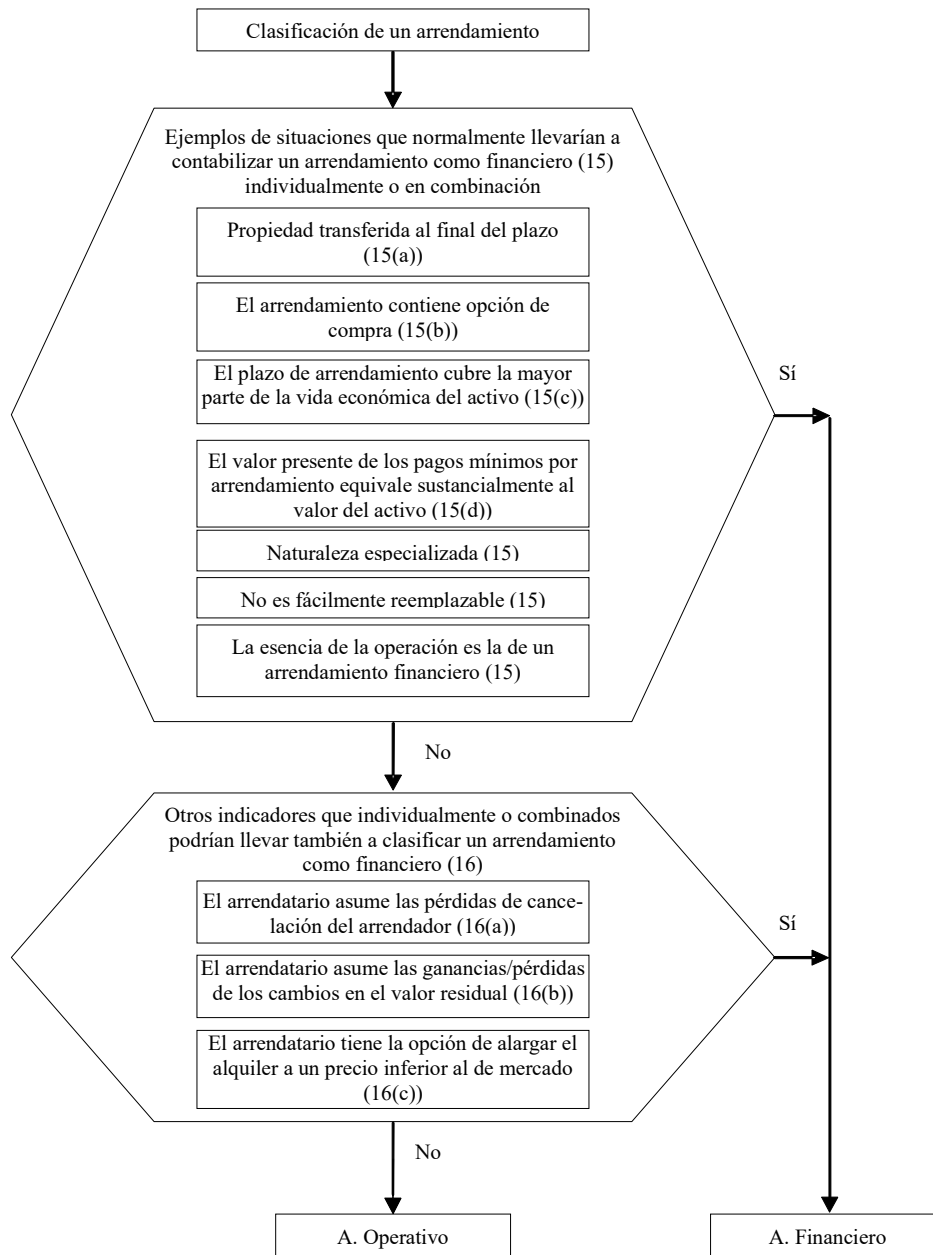 Clasificación de un arrendamiento
Ejemplos de situaciones que normalmente llevarían a
contabilizar un arrendamiento como financiero (15)
individualmente o en combinación
Propiedad transferida al final del plazo
(15(a))
El arrendamiento contiene opción de
compra (15(b))
El plazo de arrendamiento cubre la mayor
parte de la vida económica del activo (15(c))
Sí
El valor presente de los pagos mínimos por
arrendamiento equivale sustancialmente al
valor del activo (15(d))
Naturaleza especializada (15)
No es fácilmente reemplazable (15)
La esencia de la operación es la de un
arrendamiento financiero (15)
No
Otros indicadores que individualmente o combinados
podrían llevar también a clasificar un arrendamiento
como financiero (16)
El arrendatario asume las pérdidas de cance-
lación del arrendador (16(a))
Sí
El arrendatario asume las ganancias/pérdidas
de los cambios en el valor residual (16(b))
El arrendatario tiene la opción de alargar el
alquiler a un precio inferior al de mercado
(16(c))
No
A. Operativo
A. Financiero